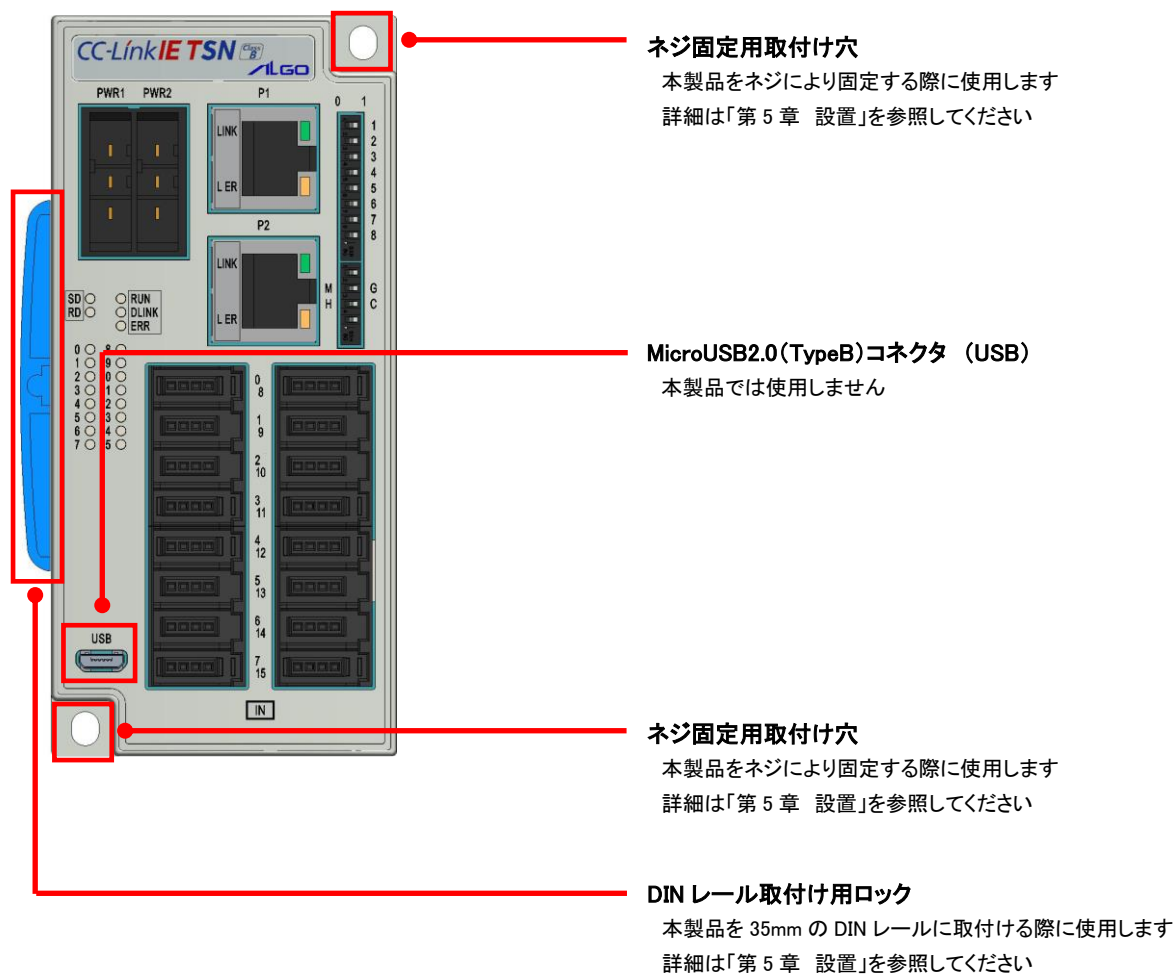 CC-Link IE TSN Class B
ALGO
PWR1 PWR2
P1
0 1
LINK
L ER
1
2
3
4
5
6
7
8
P2
LINK
L ER
M G
H C
SD RUN
RD DLINK
ERR
0 8
1 9
2 0
3 1
4 2
5 3
6 4
7 5
0
8
1
9
2
10
3
11
4
12
5
13
6
14
7
15
USB
IN
ネジ固定用取付け穴
本製品をネジにより固定する際に使用します
詳細は「第 5 章 設置」を参照してください
MicroUSB2.0(TypeB)コネクタ (USB)
本製品では使用しません
ネジ固定用取付け穴
本製品をネジにより固定する際に使用します
詳細は「第 5 章 設置」を参照してください
DIN レール取付け用ロック
本製品を 35mm の DIN レールに取付ける際に使用します
詳細は「第 5 章 設置」を参照してください